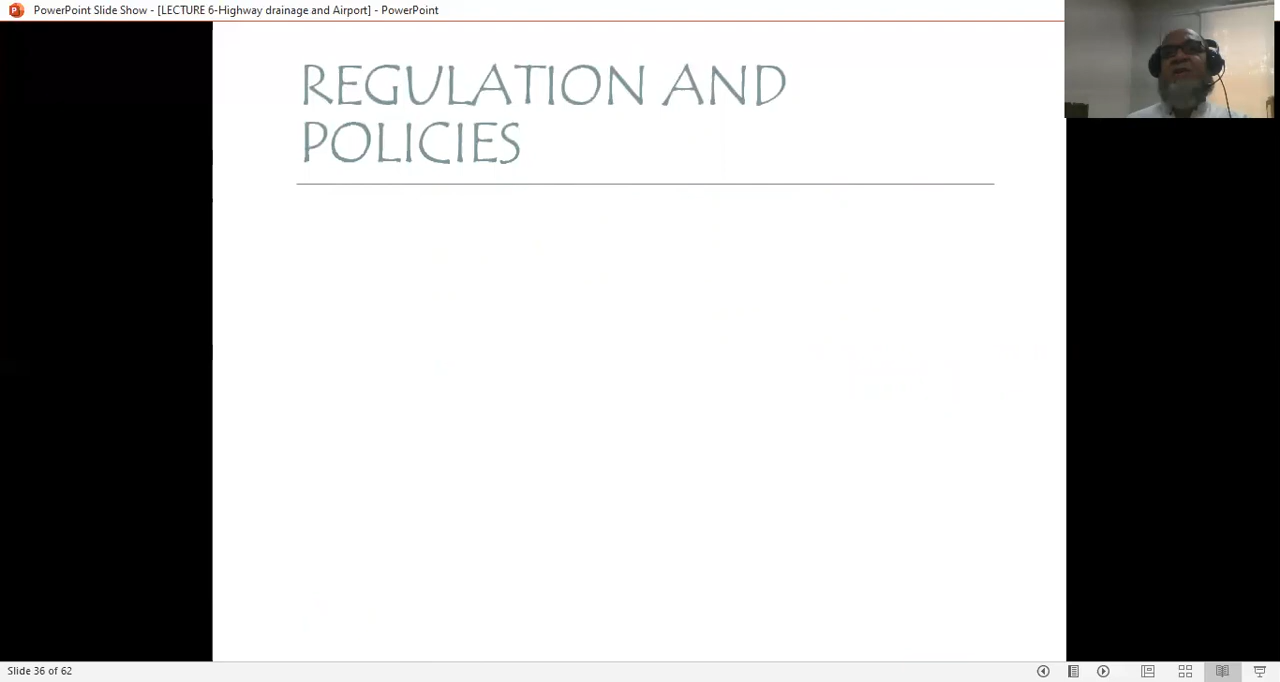 PowerPoint Slide Show - [LECTURE 6-Highway drainage and Airport] - PowerPoint
REGULATION AND
POLICIES
Slide 36 of 62